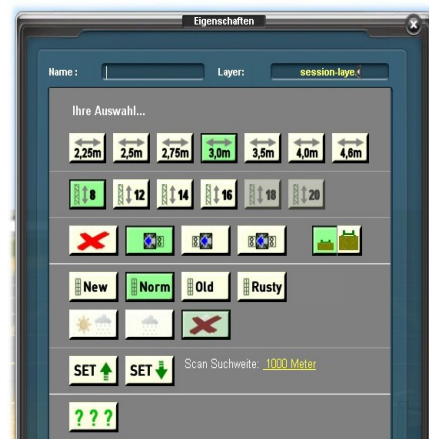 Eigenschaften
Name : Layer: session-laye
Ihre Auswahl...
2,25m 2,5m 2,75m 3,0m 3,5m 4,0m 4,6m
8 12 14 16 18 20
New Norm Old Rusty
SET SET Scan Suchweite: 1000 Meter
? ? ?